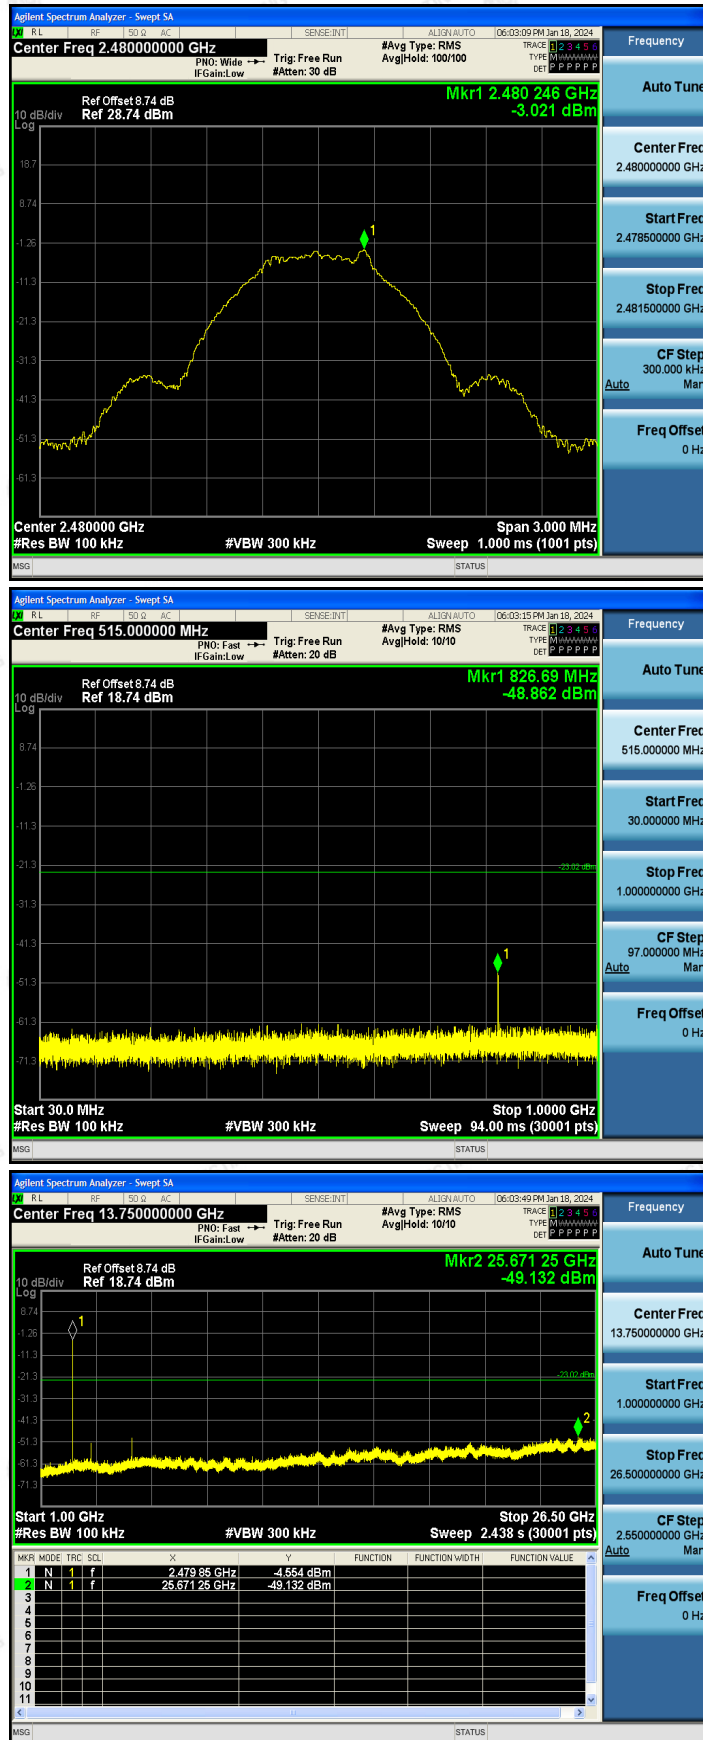 Agilent Spectrum Analyzer - Swept SA
LXI RL RF 50 Ω AC SENSE:INT ALIGN AUTO 06:03:09 PM Jan 18, 2024
Center Freq 2.480000000 GHz #Avg Type: RMS TRACE 1 2 3 4 5 6
PNO: Wide Trig: Free Run Avg|Hold: 100/100 TYPE M
IFGain:Low #Atten: 30 dB DET P P P P P P
Frequency
Ref Offset 8.74 dB Mkr1 2.480 246 GHz
10 dB/div Ref 28.74 dBm -3.021 dBm
Log
18.7
8.74
-1.26
-11.3
-21.3
-31.3
-41.3
-51.3
-61.3
1
Center 2.480000 GHz Span 3.000 MHz
#Res BW 100 kHz #VBW 300 kHz Sweep 1.000 ms (1001 pts)
MSG STATUS
Auto Tune
Center Freq
2.480000000 GHz
Start Freq
2.478500000 GHz
Stop Freq
2.481500000 GHz
CF Step
300.000 kHz
Auto Man
Freq Offset
0 Hz
Agilent Spectrum Analyzer - Swept SA
LXI RL RF 50 Ω AC SENSE:INT ALIGN AUTO 06:03:15 PM Jan 18, 2024
Center Freq 515.000000 MHz #Avg Type: RMS TRACE 1 2 3 4 5 6
PNO: Fast Trig: Free Run Avg|Hold: 10/10 TYPE M
IFGain:Low #Atten: 20 dB DET P P P P P P
Frequency
Ref Offset 8.74 dB Mkr1 826.69 MHz
10 dB/div Ref 18.74 dBm -48.862 dBm
Log
8.74
-1.26
-11.3
-21.3
-31.3
-41.3
-51.3
-61.3
-71.3
-23.02 dBm
1
Start 30.0 MHz Stop 1.0000 GHz
#Res BW 100 kHz #VBW 300 kHz Sweep 94.00 ms (30001 pts)
MSG STATUS
Auto Tune
Center Freq
515.000000 MHz
Start Freq
30.000000 MHz
Stop Freq
1.000000000 GHz
CF Step
97.000000 MHz
Auto Man
Freq Offset
0 Hz
Agilent Spectrum Analyzer - Swept SA
LXI RL RF 50 Ω AC SENSE:INT ALIGN AUTO 06:03:49 PM Jan 18, 2024
Center Freq 13.750000000 GHz #Avg Type: RMS TRACE 1 2 3 4 5 6
PNO: Fast Trig: Free Run Avg|Hold: 10/10 TYPE M
IFGain:Low #Atten: 20 dB DET P P P P P P
Frequency
Ref Offset 8.74 dB Mkr2 25.671 25 GHz
10 dB/div Ref 18.74 dBm -49.132 dBm
Log
8.74
-1.26
-11.3
-21.3
-31.3
-41.3
-51.3
-61.3
-71.3
-23.02 dBm
1
2
Start 1.00 GHz Stop 26.50 GHz
#Res BW 100 kHz #VBW 300 kHz Sweep 2.438 s (30001 pts)
MKR MODE TRC SCL X Y FUNCTION FUNCTION WIDTH FUNCTION VALUE
1 N 1 f 2.479 85 GHz -4.554 dBm
2 N 1 f 25.671 25 GHz -49.132 dBm
3
4
5
6
7
8
9
10
11
MSG STATUS
Auto Tune
Center Freq
13.750000000 GHz
Start Freq
1.000000000 GHz
Stop Freq
26.500000000 GHz
CF Step
2.550000000 GHz
Auto Man
Freq Offset
0 Hz